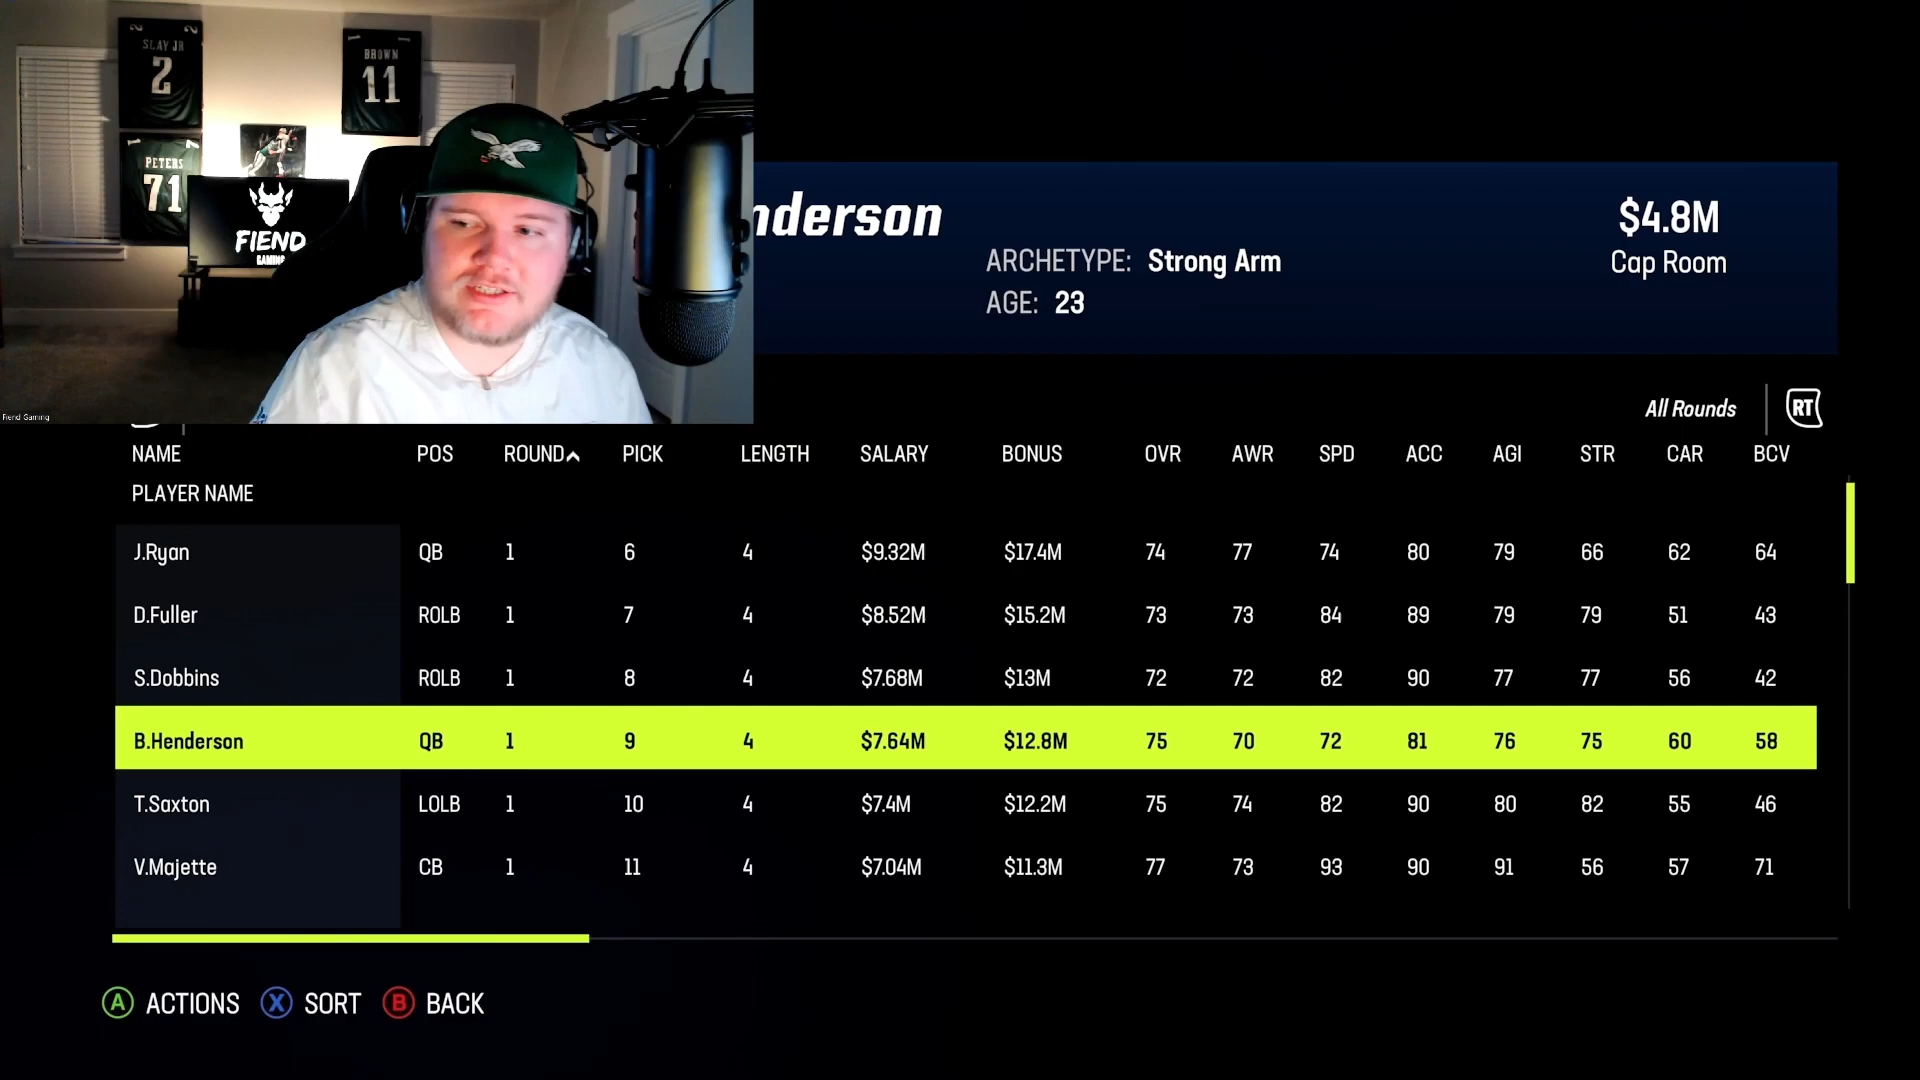 SLAY JR
2
BROWN
11
PETERS
71
FIEND
GAMING
Fiend Gaming
nderson
ARCHETYPE: Strong Arm
AGE: 23
$4.8M
Cap Room
All Rounds
RT
NAME POS ROUND PICK LENGTH SALARY BONUS OVR AWR SPD ACC AGI STR CAR BCV
PLAYER NAME
J.Ryan QB 1 6 4 $9.32M $17.4M 74 77 74 80 79 66 62 64
D.Fuller ROLB 1 7 4 $8.52M $15.2M 73 73 84 89 79 79 51 43
S.Dobbins ROLB 1 8 4 $7.68M $13M 72 72 82 90 77 77 56 42
B.Henderson QB 1 9 4 $7.64M $12.8M 75 70 72 81 76 75 60 58
T.Saxton LOLB 1 10 4 $7.4M $12.2M 75 74 82 90 80 82 55 46
V.Majette CB 1 11 4 $7.04M $11.3M 77 73 93 90 91 56 57 71
A ACTIONS X SORT B BACK